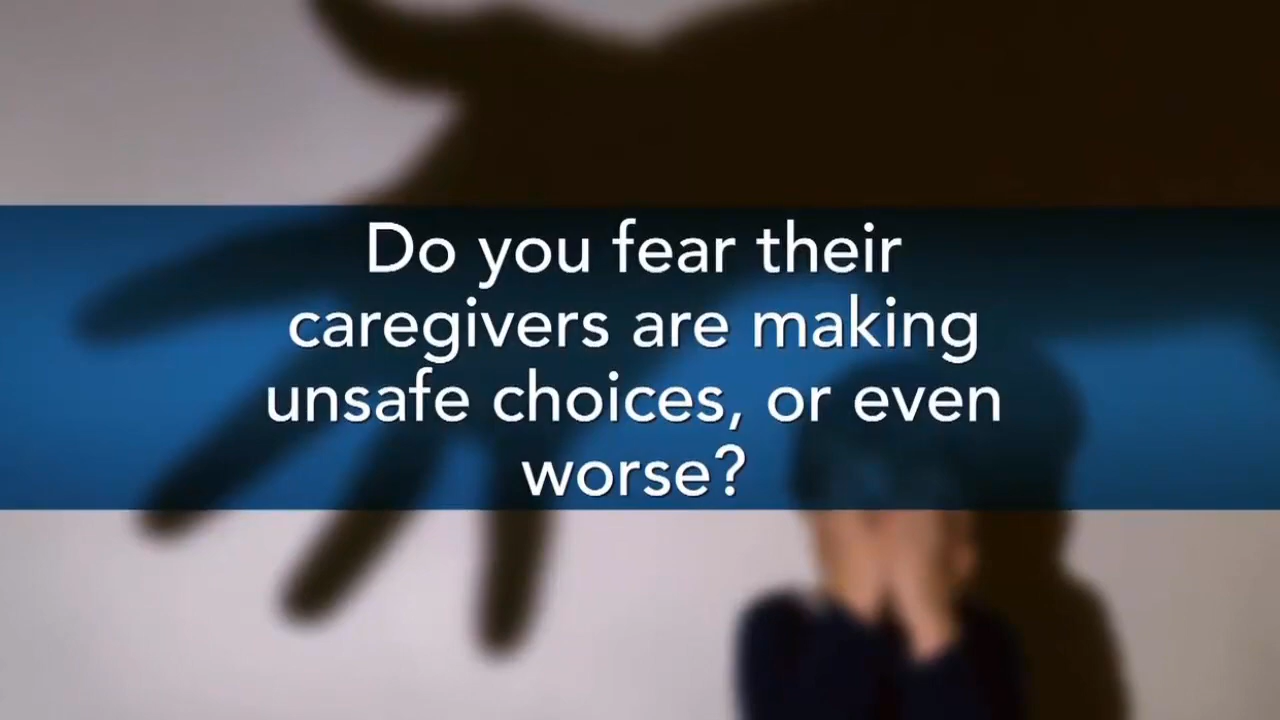 Do you fear their
caregivers are making
unsafe choices, or even
worse?